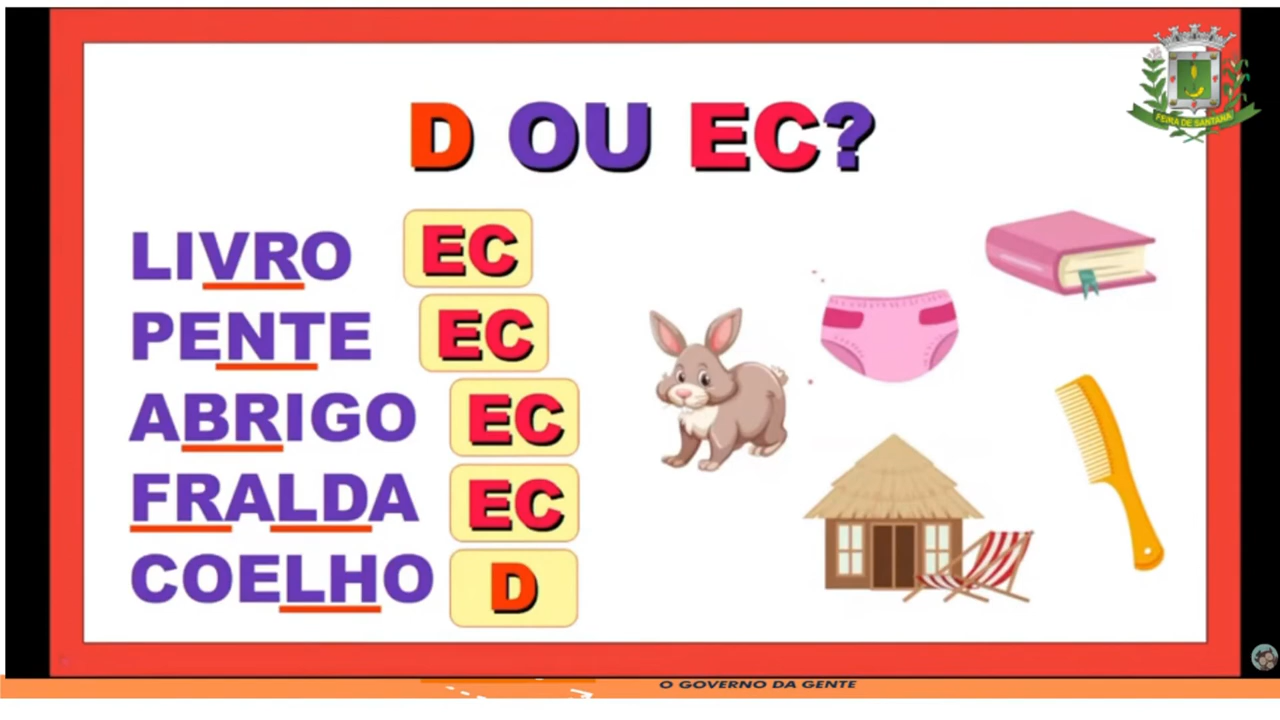 D OU EC?
FEIRA DE SANTANA
LIVRO EC
PENTE EC
ABRIGO EC
FRALDA EC
COELHO D
O GOVERNO DA GENTE